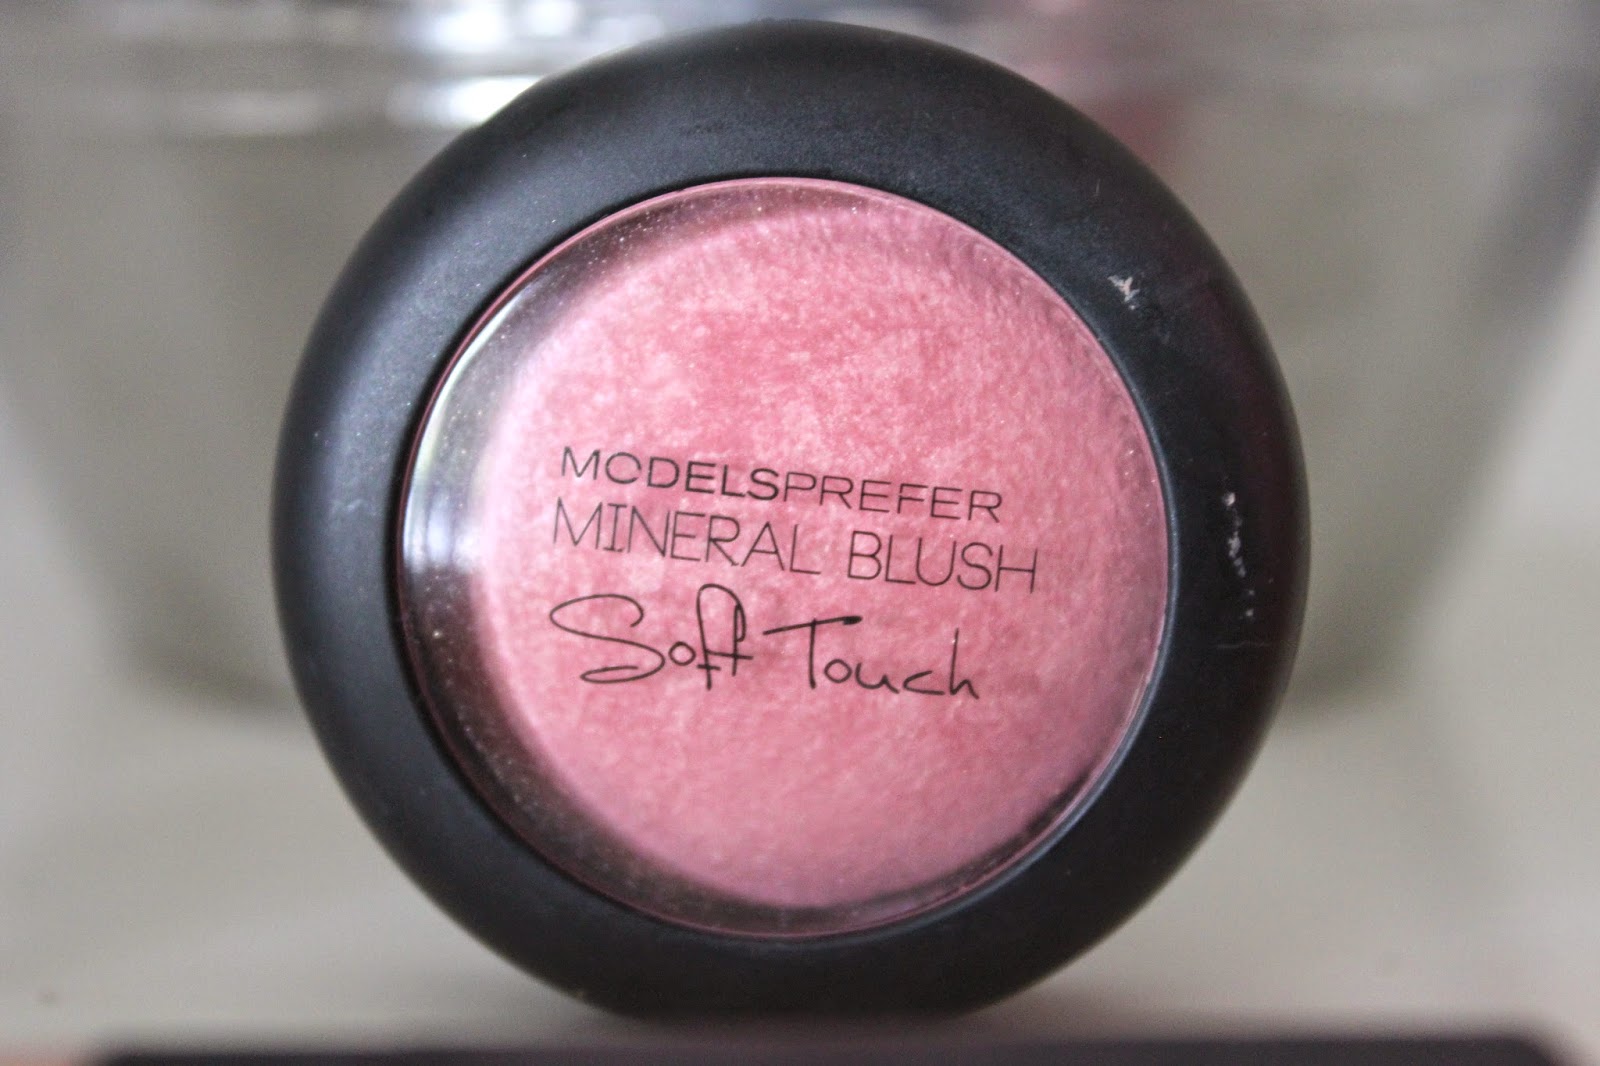 MODELSPREFER
MINERAL BLUSH
Soft Touch